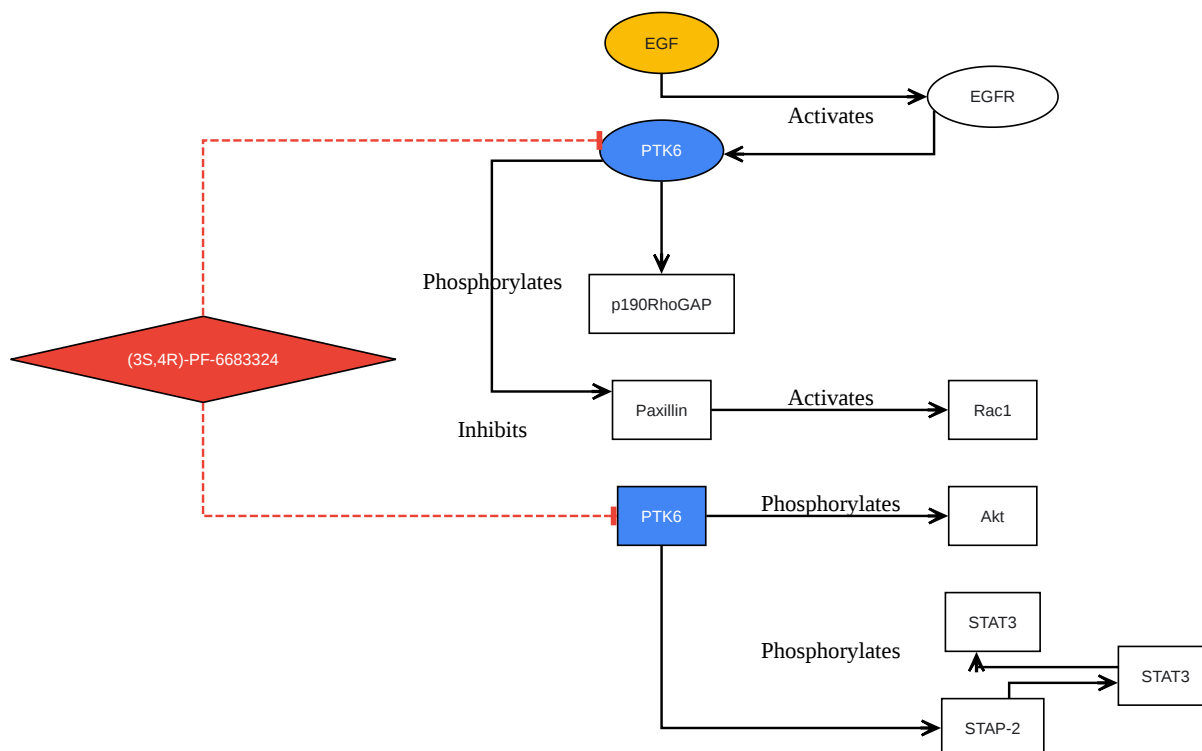 EGF
EGFR
Activates
PTK6
Phosphorylates
p190RhoGAP
(3S,4R)-PF-6683324
Paxillin
Activates
Rac1
Inhibits
PTK6
Phosphorylates
Akt
STAT3
Phosphorylates
STAT3
STAP-2